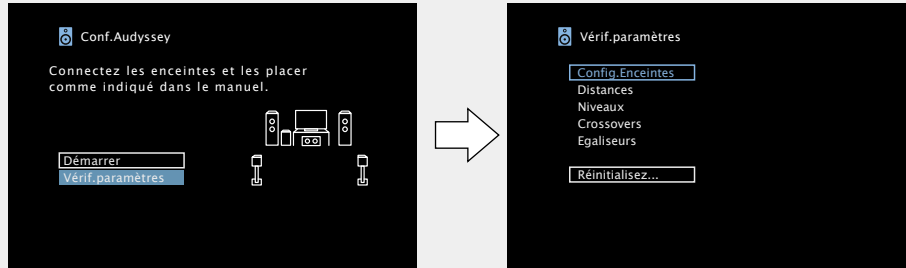 Conf.Audyssey
Connectez les enceintes et les placer
comme indiqué dans le manuel.
Démarrer
Vérif.paramètres
Vérif.paramètres
Config.Enceintes
Distances
Niveaux
Crossovers
Egaliseurs
Réinitialisez...